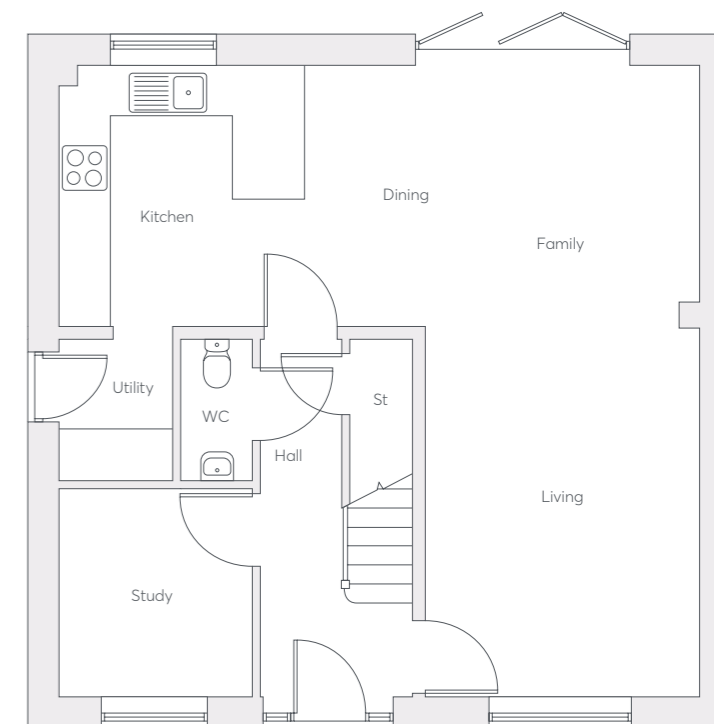 Dining
Kitchen
Family
Utility
WC
St
Hall
Living
Study